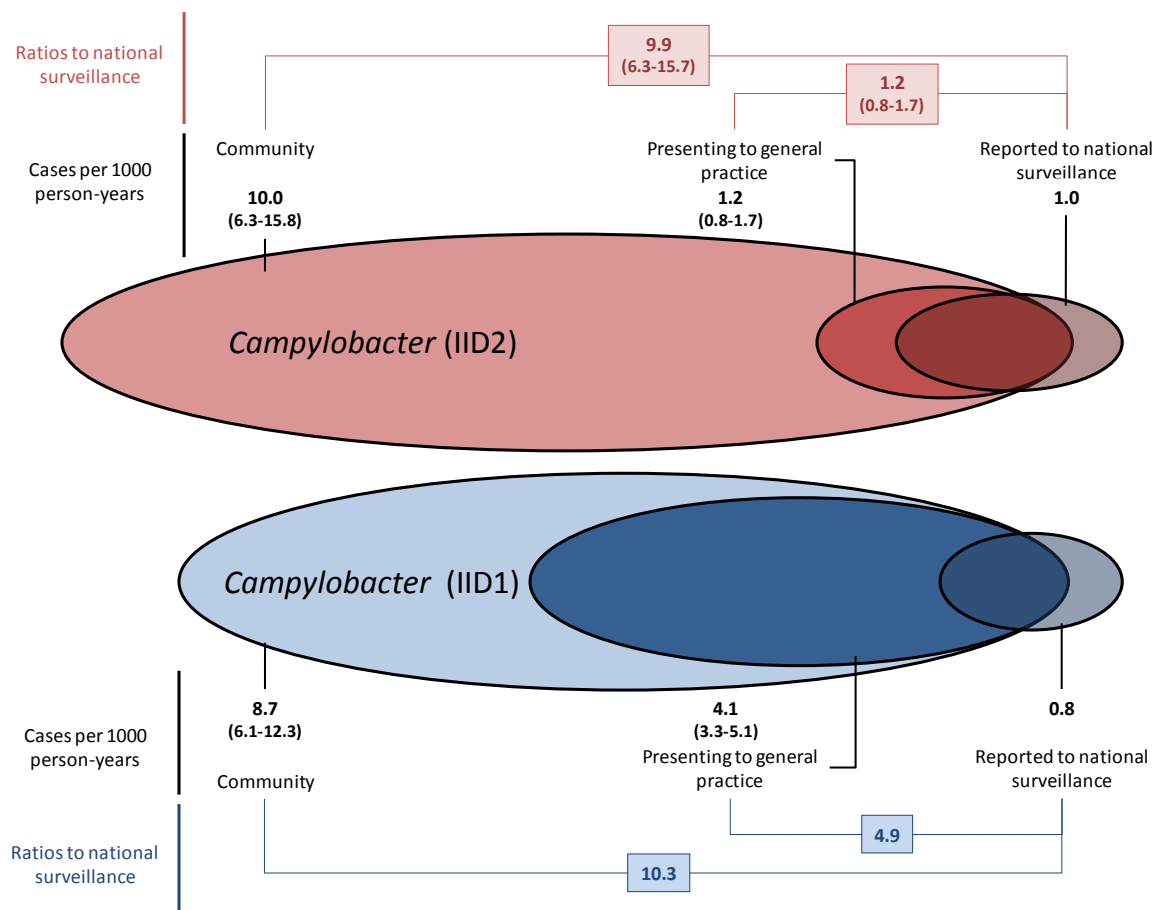 Ratios to national
surveillance
9.9
(6.3-15.7)
1.2
(0.8-1.7)
Cases per 1000
person-years
Community
10.0
(6.3-15.8)
Presenting to general
practice
1.2
(0.8-1.7)
Reported to national
surveillance
1.0
Campylobacter (IID2)
Campylobacter (IID1)
Cases per 1000
person-years
8.7
(6.1-12.3)
Community
4.1
(3.3-5.1)
Presenting to general
practice
0.8
Reported to national
surveillance
Ratios to national
surveillance
4.9
10.3